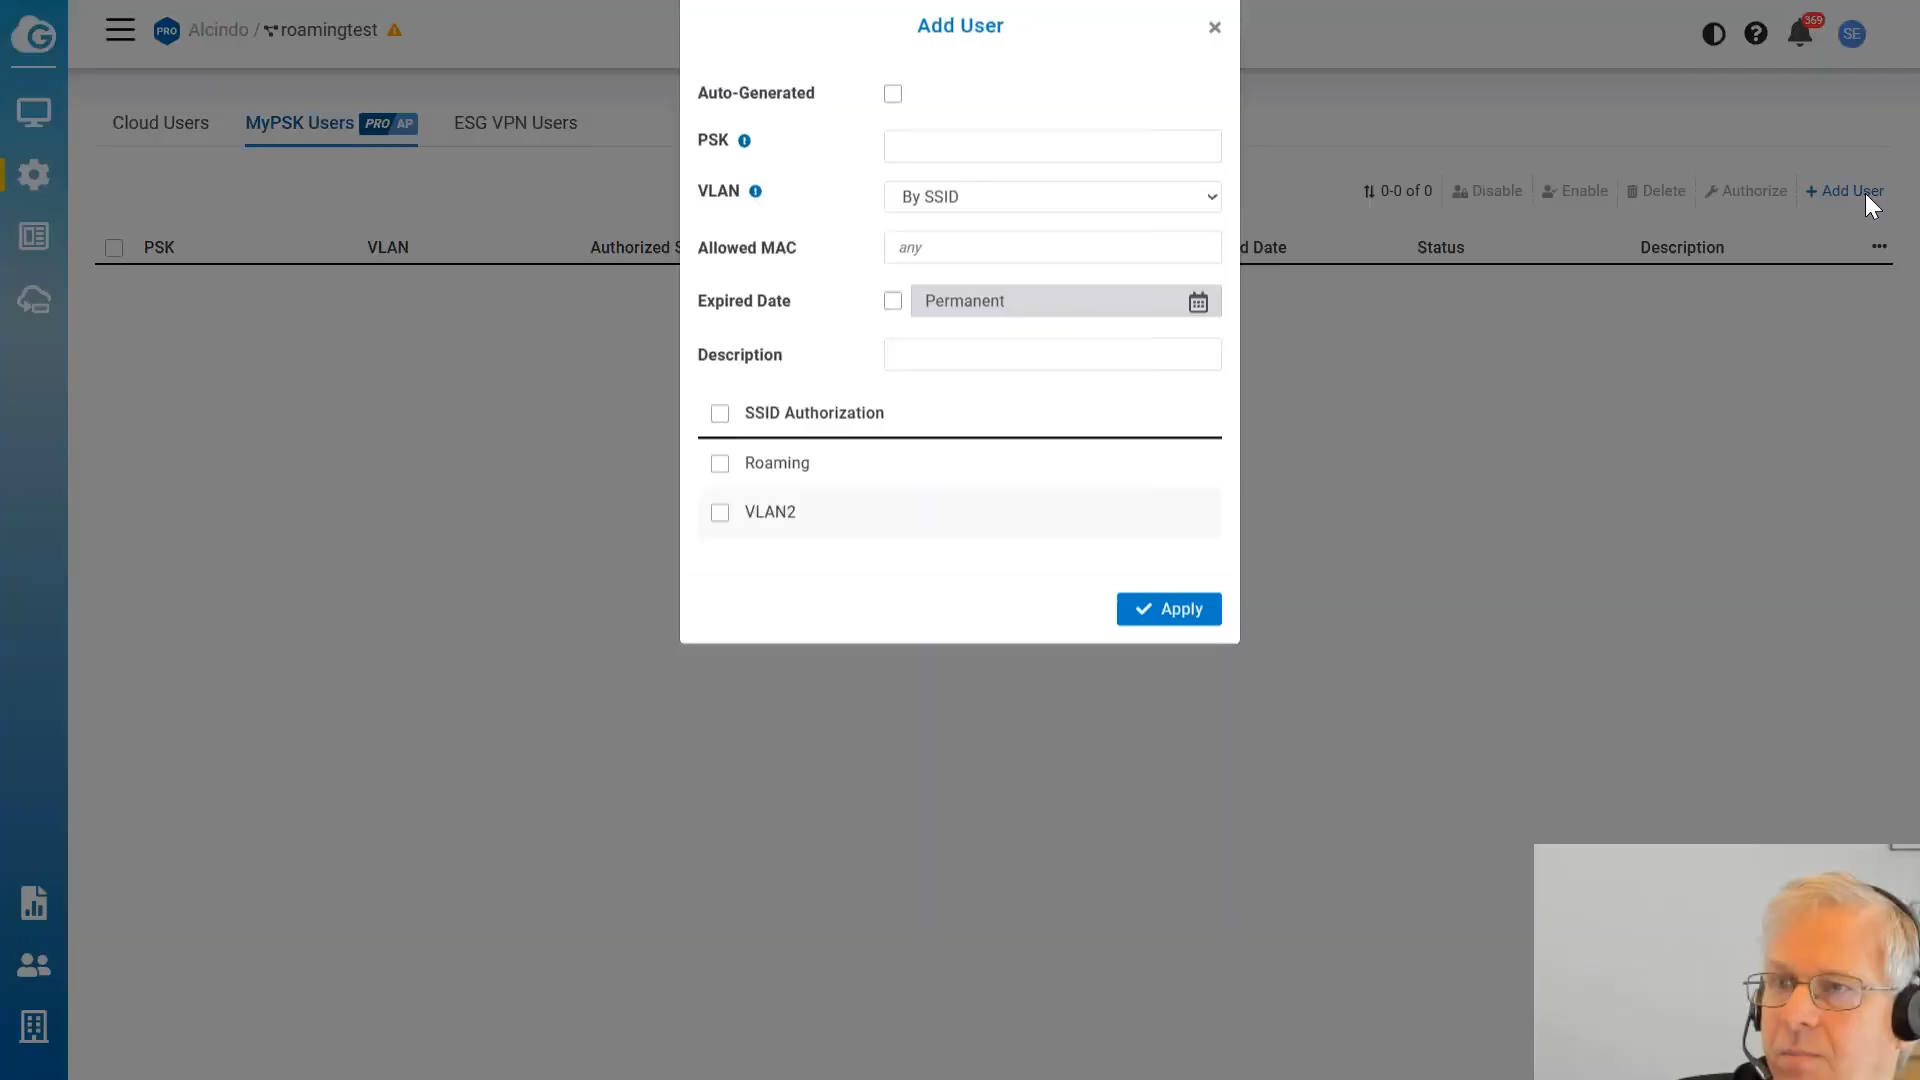 Add User
×
PRO Alcindo / roamingtest
369
SE
Auto-Generated
Cloud Users
MyPSK Users PRO AP
ESG VPN Users
PSK
VLAN
By SSID
0-0 of 0
Disable
Enable
Delete
Authorize
+ Add User
PSK
VLAN
Authorized S
Allowed MAC
any
d Date
Status
Description
Expired Date
Permanent
Description
SSID Authorization
Roaming
VLAN2
Apply